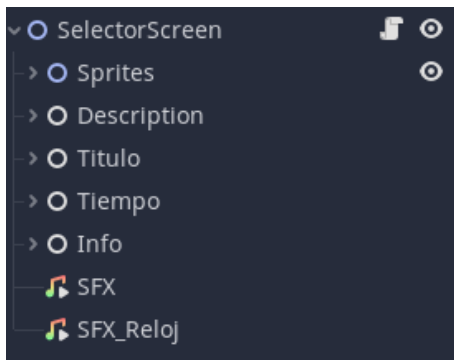 SelectorScreen
Sprites
Description
Titulo
Tiempo
Info
SFX
SFX_Reloj